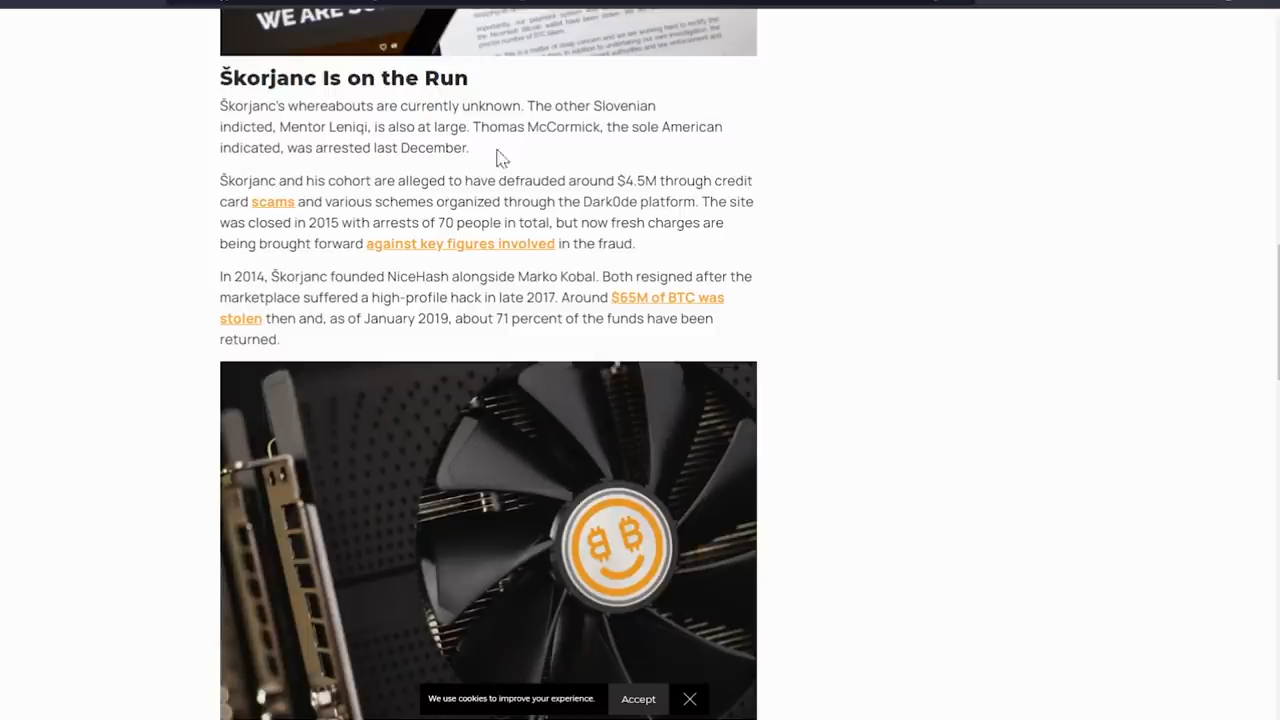 WE ARE SO
Škorjanc Is on the Run
Škorjanc's whereabouts are currently unknown. The other Slovenian
indicted, Mentor Leniqi, is also at large. Thomas McCormick, the sole American
indicated, was arrested last December.
Škorjanc and his cohort are alleged to have defrauded around $4.5M through credit
card scams and various schemes organized through the Dark0de platform. The site
was closed in 2015 with arrests of 70 people in total, but now fresh charges are
being brought forward against key figures involved in the fraud.
In 2014, Škorjanc founded NiceHash alongside Marko Kobal. Both resigned after the
marketplace suffered a high-profile hack in late 2017. Around $65M of BTC was
stolen then and, as of January 2019, about 71 percent of the funds have been
returned.
We use cookies to improve your experience.
Accept